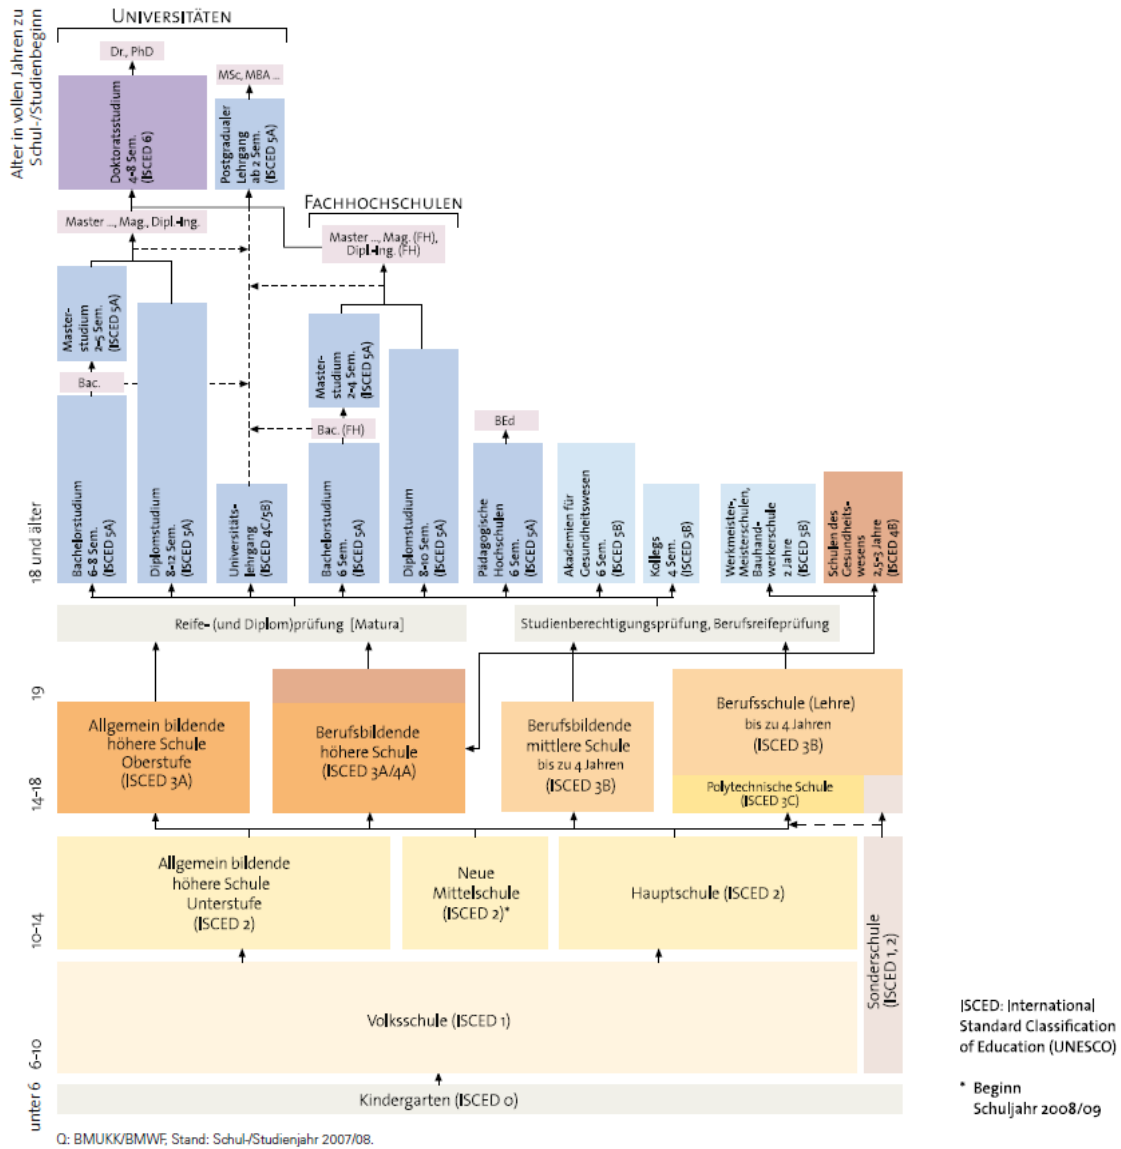 Alter in vollen Jahren zu
Schul-/Studienbeginn
UNIVERSITÄTEN
Dr., PhD
MSc, MBA ...
Doktoratsstudium
4-8 Sem.
(ISCED 6)
Postgradualer
Lehrgang
ab 2 Sem.
(ISCED 5A)
FACHHOCHSCHULEN
Master ..., Mag., Dipl.-Ing.
Master ..., Mag. (FH),
Dipl.-Ing. (FH)
Master-
studium
2-5 Sem.
(ISCED 5A)
Master-
studium
2-4 Sem.
(ISCED 5A)
Bac.
Bac. (FH)
BEd
18 und älter
Bachelorstudium
6-8 Sem.
(ISCED 5A)
Diplomstudium
8-12 Sem.
(ISCED 5A)
Universitäts-
lehrgang
(ISCED 4C/5B)
Bachelorstudium
6 Sem.
(ISCED 5A)
Diplomstudium
8-10 Sem.
(ISCED 5A)
Pädagogische
Hochschulen
6 Sem.
(ISCED 5A)
Akademien für
Gesundheitswesen
6 Sem.
(ISCED 5B)
Kollegs
4 Sem.
(ISCED 5B)
Werkmeister-,
Meisterschulen,
Bauhand-
werkerschule
2 Jahre
(ISCED 5B)
Schulen des
Gesundheits-
wesens
2,5-3 Jahre
(ISCED 4B)
Reife- (und Diplom)prüfung [Matura]
Studienberechtigungsprüfung, Berufsreifeprüfung
19
14-18
Allgemein bildende
höhere Schule
Oberstufe
(ISCED 3A)
Berufsbildende
höhere Schule
(ISCED 3A/4A)
Berufsbildende
mittlere Schule
bis zu 4 Jahren
(ISCED 3B)
Berufsschule (Lehre)
bis zu 4 Jahren
(ISCED 3B)
Polytechnische Schule
(ISCED 3C)
10-14
Allgemein bildende
höhere Schule
Unterstufe
(ISCED 2)
Neue
Mittelschule
(ISCED 2)*
Hauptschule (ISCED 2)
Sonderschule
(ISCED 1, 2)
6-10
Volksschule (ISCED 1)
unter 6
Kindergarten (ISCED 0)
ISCED: International
Standard Classification
of Education (UNESCO)
* Beginn
Schuljahr 2008/09
Q: BMUKK/BMWF, Stand: Schul-/Studienjahr 2007/08.